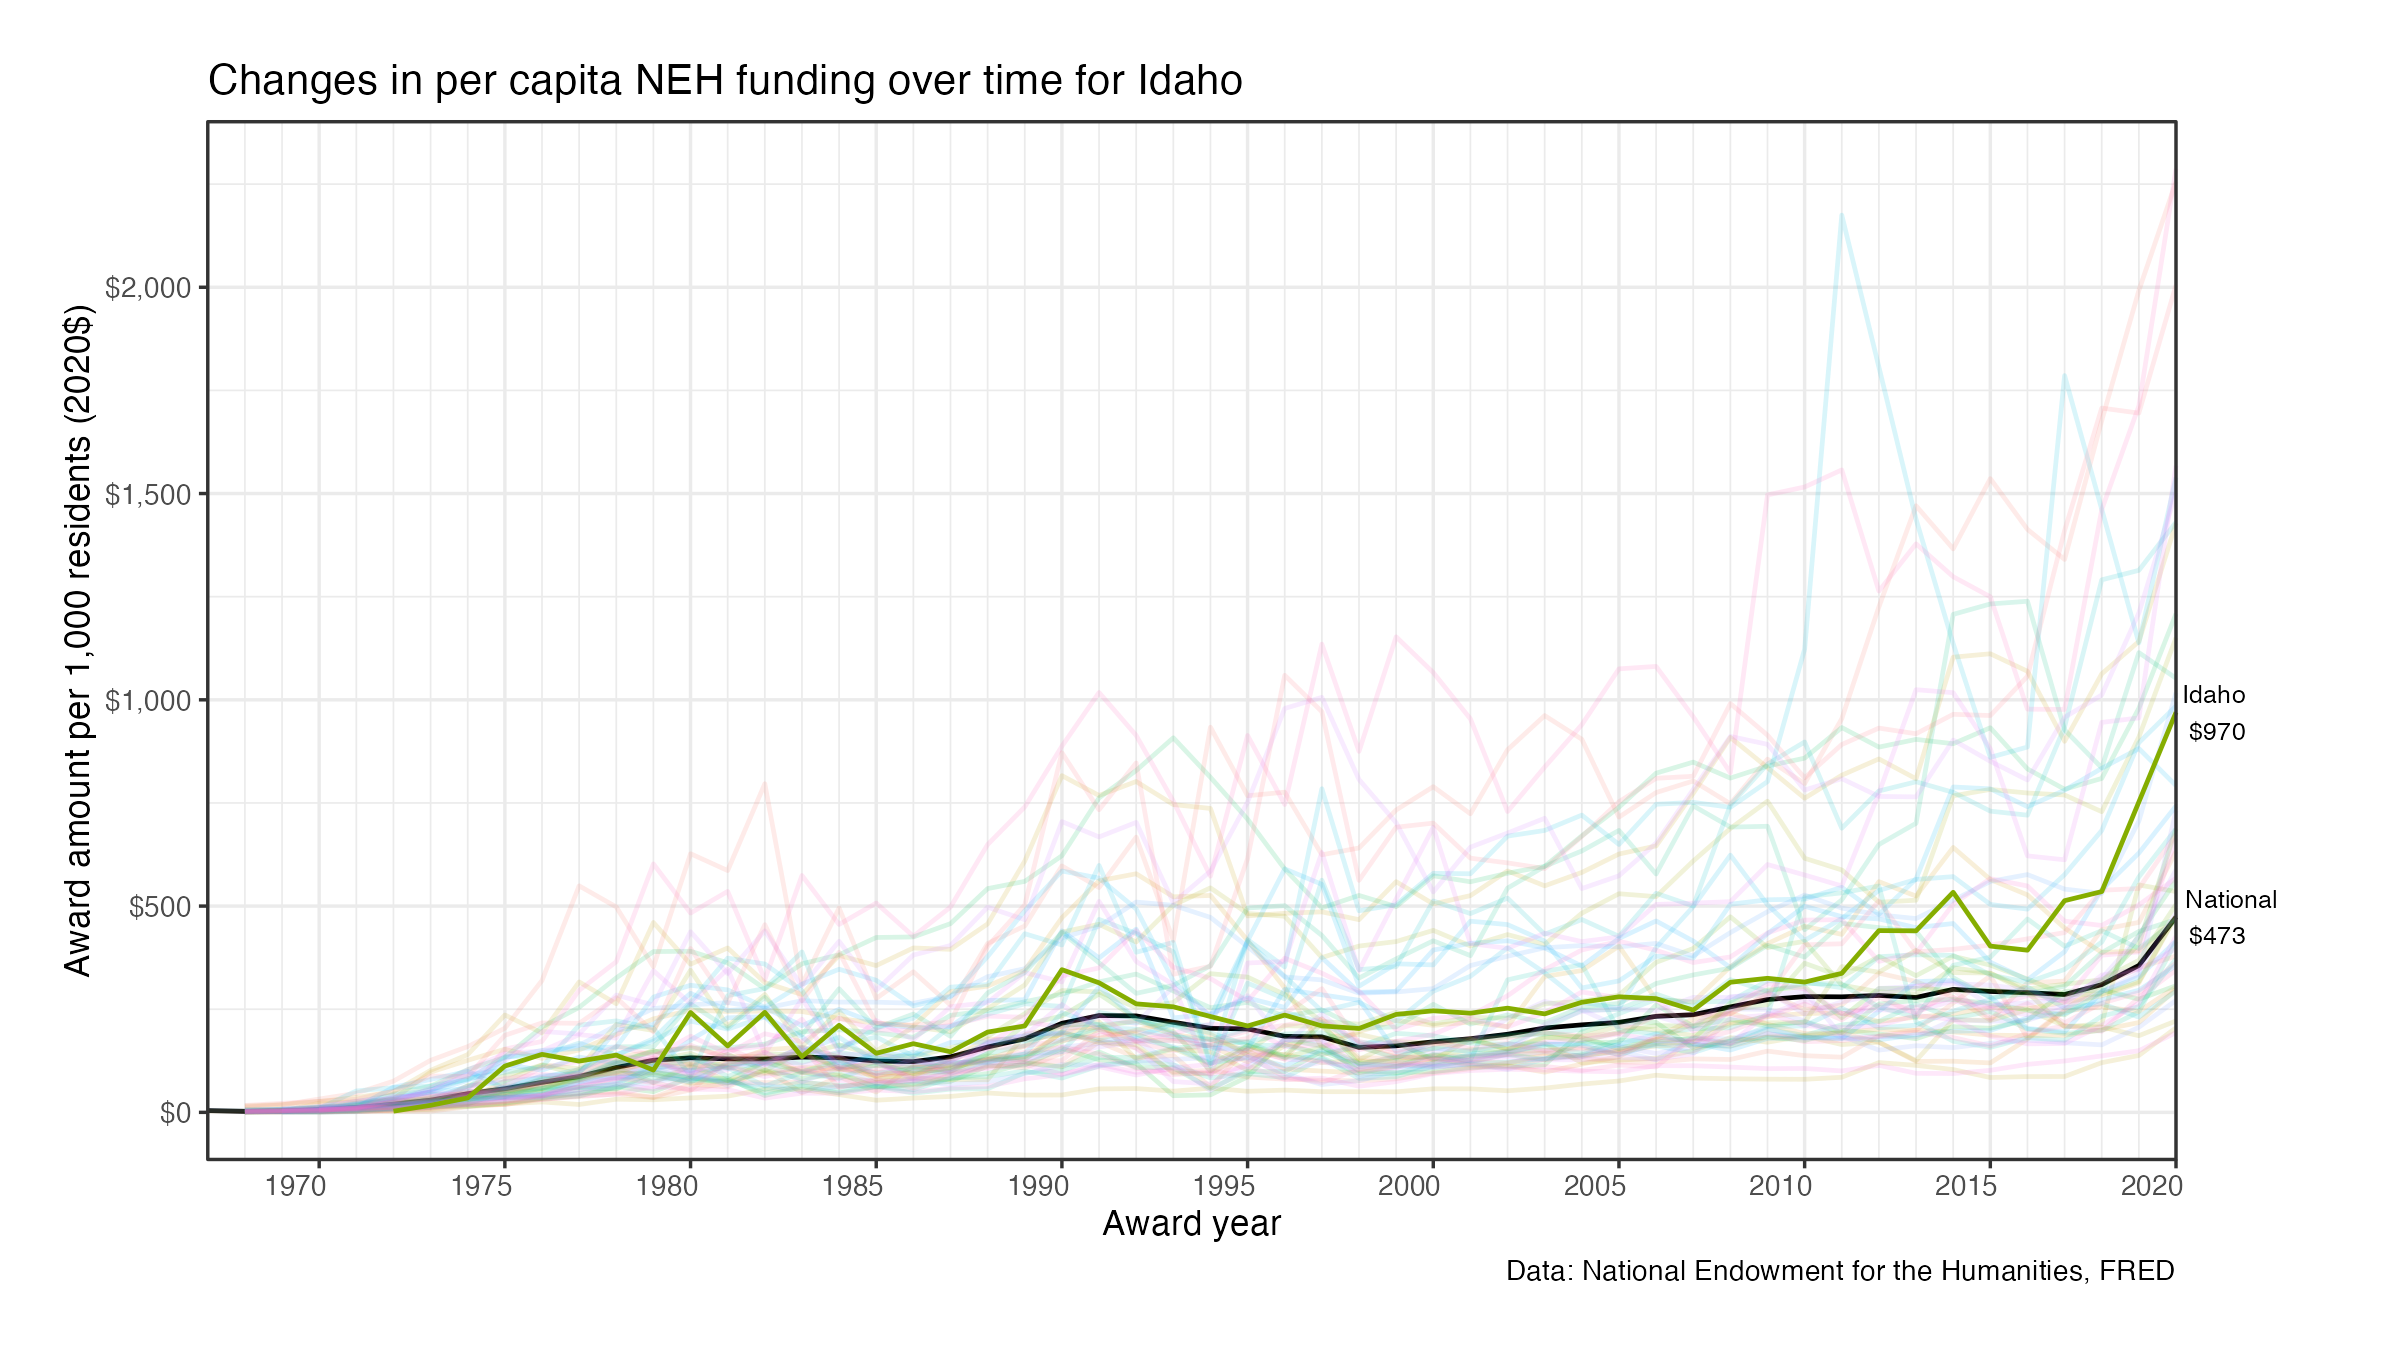 Changes in per capita NEH funding over time for Idaho
Award amount per 1,000 residents (2020$)
$2,000
$1,500
$1,000
$500
$0
Idaho
$970
National
$473
1970 1975 1980 1985 1990 1995 2000 2005 2010 2015 2020
Award year
Data: National Endowment for the Humanities, FRED